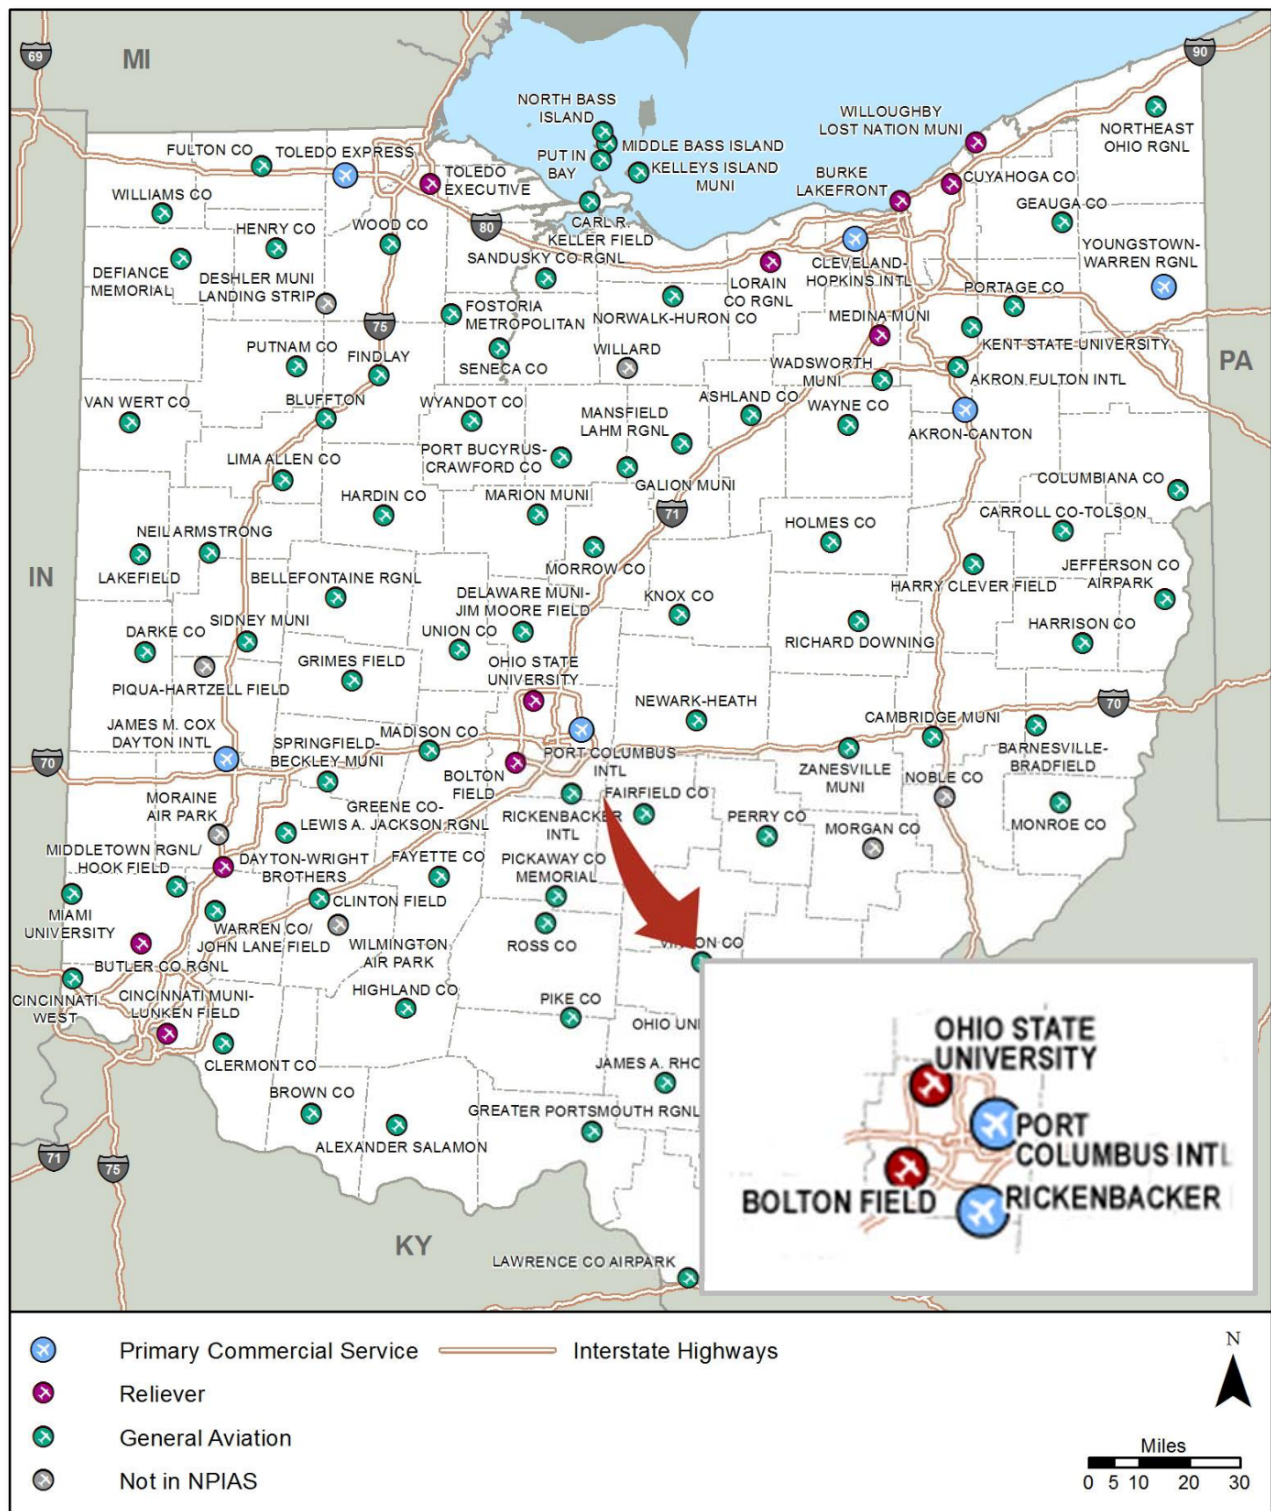 69
MI
90
NORTH BASS
ISLAND
WILLOUGHBY
LOST NATION MUNI
NORTHEAST
OHIO RGNL
FULTON CO
TOLEDO EXPRESS
PUT IN
BAY
MIDDLE BASS ISLAND
KELLEYS ISLAND
MUNI
TOLEDO
EXECUTIVE
BURKE
LAKEFRONT
CUYAHOGA CO
WILLIAMS CO
GEAUGA CO
HENRY CO
WOOD CO
80
CARL R.
KELLER FIELD
YOUNGSTOWN-
WARREN RGNL
DEFIANCE
MEMORIAL
DESHLER MUNI
LANDING STRIP
SANDUSKY CO RGNL
LORAIN
CO RGNL
CLEVELAND-
HOPKINS INTL
PORTAGE CO
75
FOSTORIA
METROPOLITAN
NORWALK-HURON CO
MEDINA MUNI
KENT STATE UNIVERSITY
PUTNAM CO
FINDLAY
SENECA CO
WILLARD
WADSWORTH
MUNI
AKRON FULTON INTL
PA
VAN WERT CO
BLUFFTON
WYANDOT CO
MANSFIELD
LAHM RGNL
ASHLAND CO
WAYNE CO
AKRON-CANTON
LIMA ALLEN CO
PORT BUCYRUS-
CRAWFORD CO
GALION MUNI
COLUMBIANA CO
HARDIN CO
MARION MUNI
71
HOLMES CO
CARROLL CO-TOLSON
NEIL ARMSTRONG
IN
LAKEFIELD
BELLEFONTAINE RGNL
MORROW CO
HARRY CLEVER FIELD
JEFFERSON CO
AIRPARK
DELAWARE MUNI-
JIM MOORE FIELD
KNOX CO
DARKE CO
SIDNEY MUNI
UNION CO
RICHARD DOWNING
HARRISON CO
GRIMES FIELD
OHIO STATE
UNIVERSITY
PIQUA-HARTZELL FIELD
NEWARK-HEATH
70
JAMES M. COX
DAYTON INTL
SPRINGFIELD-
BECKLEY MUNI
MADISON CO
CAMBRIDGE MUNI
70
BOLTON
FIELD
PORT COLUMBUS
INTL
ZANESVILLE
MUNI
BARNESVILLE-
BRADFIELD
NOBLE CO
MORAINE
AIR PARK
GREENE CO-
LEWIS A. JACKSON RGNL
RICKENBACKER
INTL
FAIRFIELD CO
PERRY CO
MORGAN CO
MONROE CO
MIDDLETOWN RGNL/
HOOK FIELD
DAYTON-WRIGHT
BROTHERS
FAYETTE CO
PICKAWAY CO
MEMORIAL
MIAMI
UNIVERSITY
CLINTON FIELD
WARREN CO/
JOHN LANE FIELD
WILMINGTON
AIR PARK
ROSS CO
BUTLER CO RGNL
CINCINNATI
WEST
CINCINNATI MUNI-
LUNKEN FIELD
HIGHLAND CO
PIKE CO
OHIO UN
CLERMONT CO
JAMES A. RHO
BROWN CO
GREATER PORTSMOUTH RGNL
ALEXANDER SALAMON
71
75
KY
LAWRENCE CO AIRPARK
OHIO STATE
UNIVERSITY
PORT
COLUMBUS INTL
BOLTON FIELD
RICKENBACKER
Primary Commercial Service
Interstate Highways
Reliever
General Aviation
Not in NPIAS
N
Miles
0 5 10 20 30